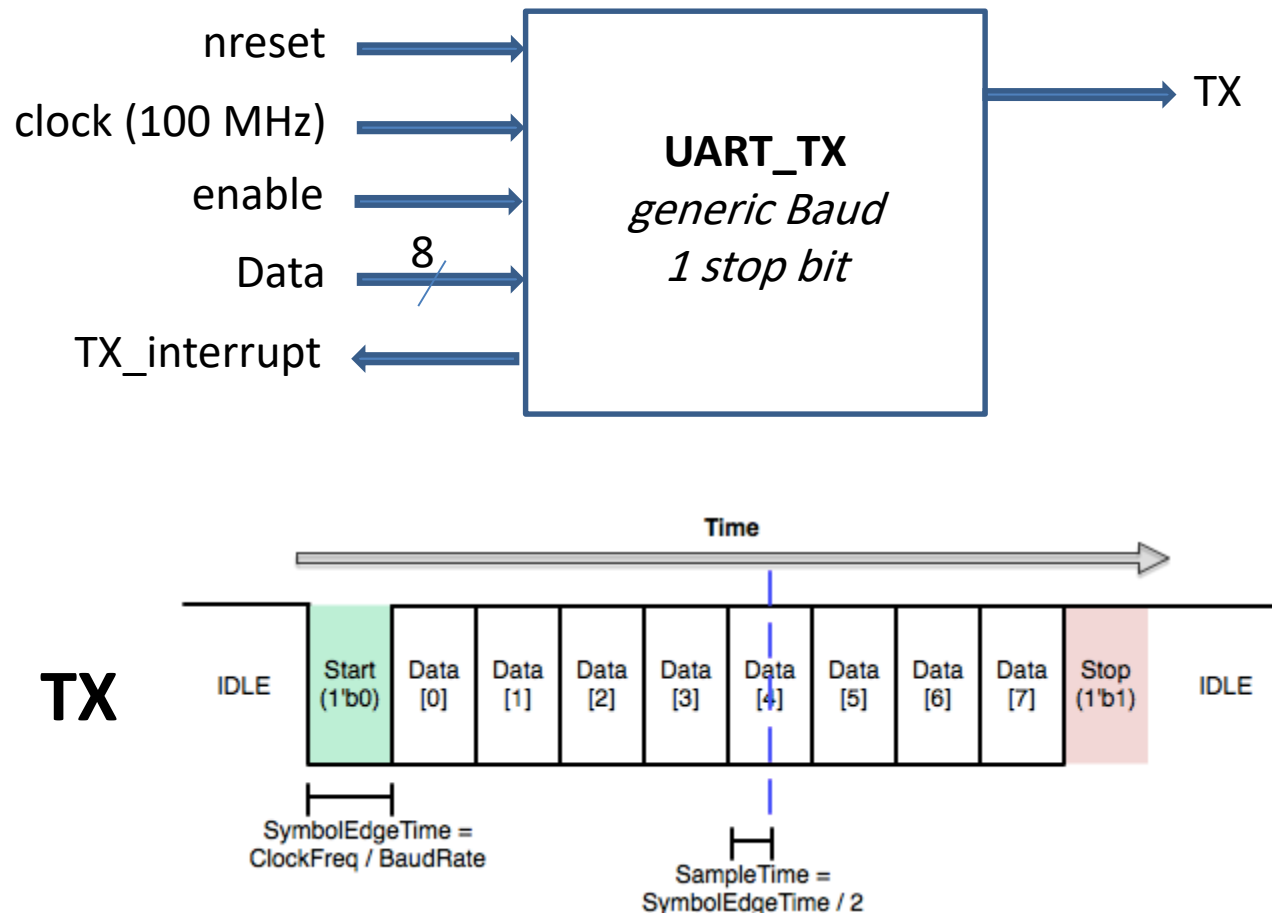 nreset
clock (100 MHz)
enable
Data
8
TX_interrupt
UART_TX
generic Baud
1 stop bit
TX
Time
TX
IDLE
Start
(1'b0)
Data
[0]
Data
[1]
Data
[2]
Data
[3]
Data
[4]
Data
[5]
Data
[6]
Data
[7]
Stop
(1'b1)
IDLE
SymbolEdgeTime =
ClockFreq / BaudRate
SampleTime =
SymbolEdgeTime / 2